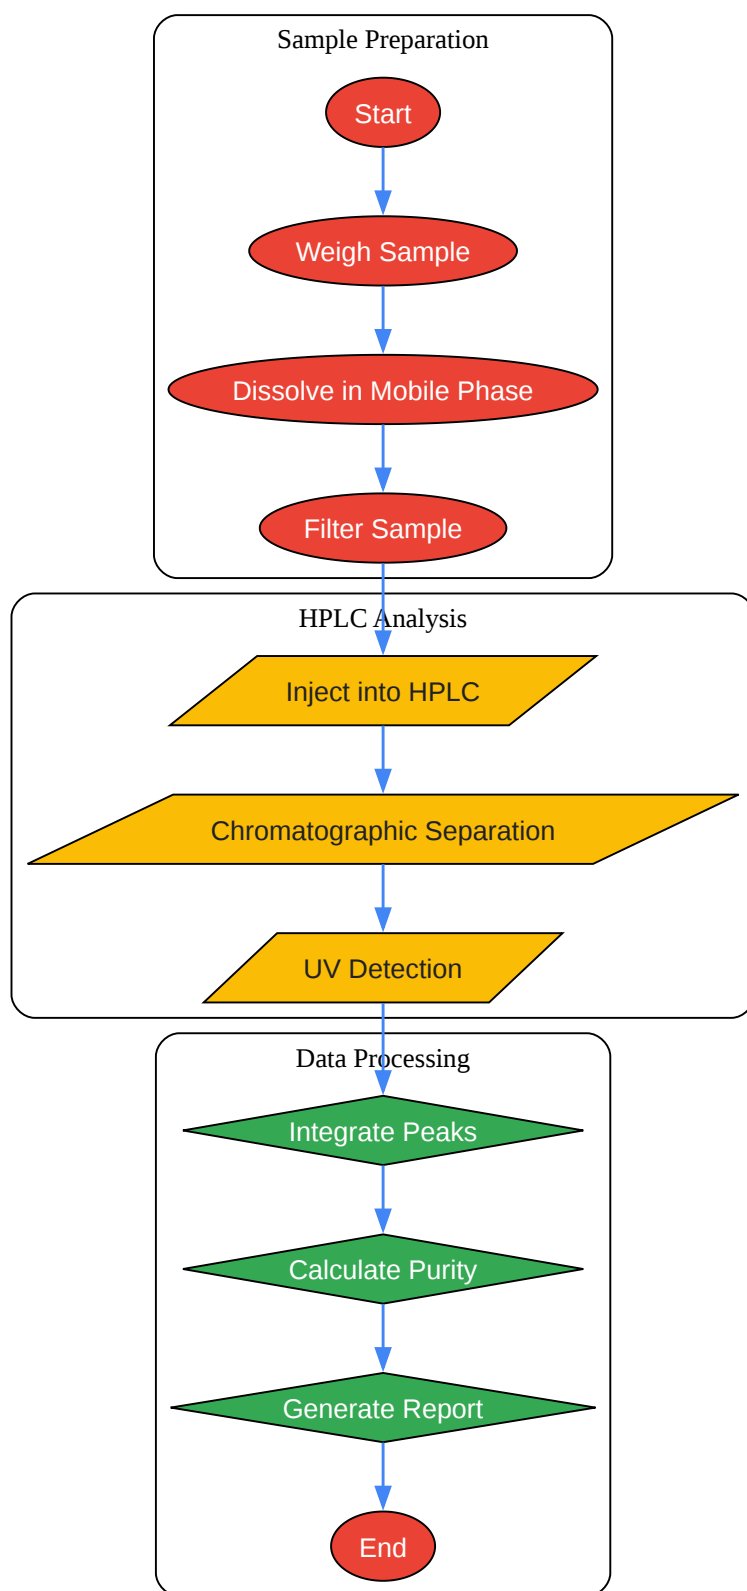 Sample Preparation
Start
Weigh Sample
Dissolve in Mobile Phase
Filter Sample
HPLC Analysis
Inject into HPLC
Chromatographic Separation
UV Detection
Data Processing
Integrate Peaks
Calculate Purity
Generate Report
End